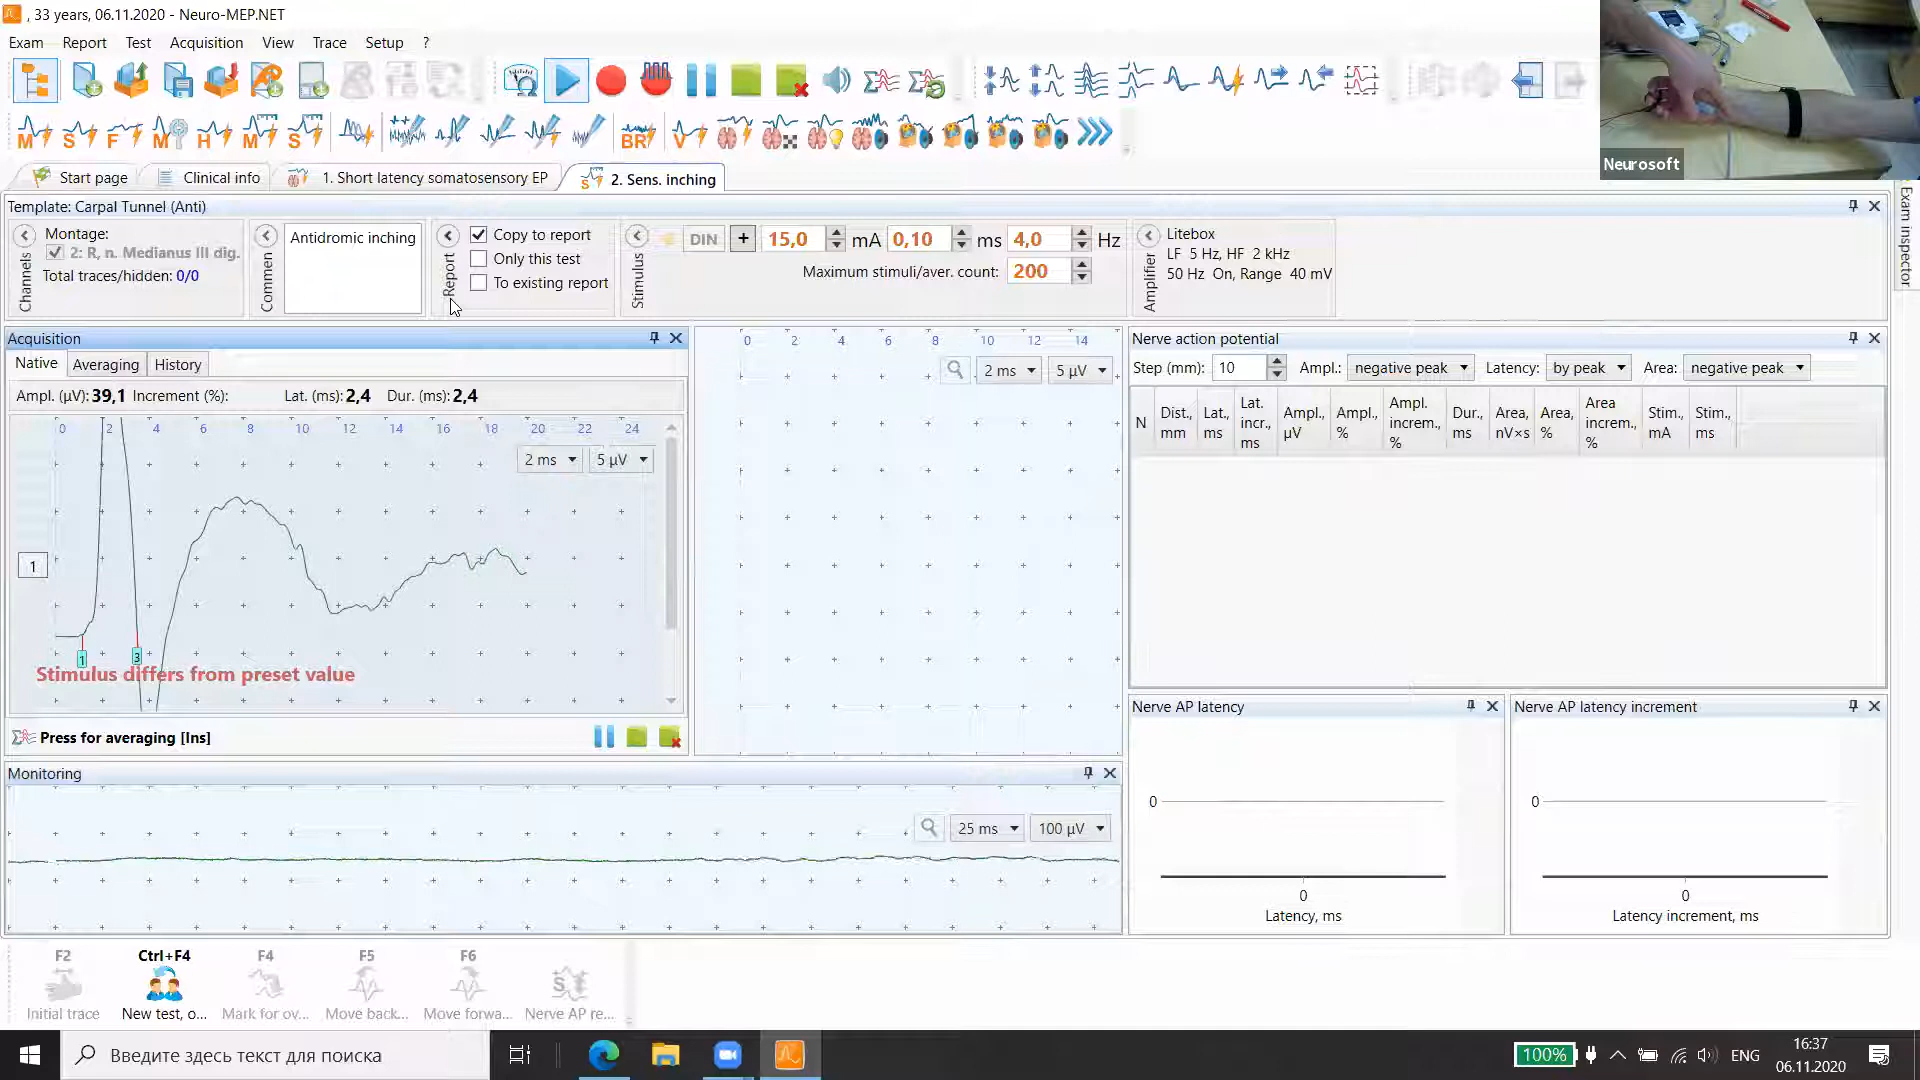 , 33 years, 06.11.2020 - Neuro-MEP.NET
Exam Report Test Acquisition View Trace Setup ?
M S F M H M S BR V
Neurosoft
Start page Clinical info 1. Short latency somatosensory EP 2. Sens. inching
Template: Carpal Tunnel (Anti)
Exam inspector
Channels
Montage:
2: R, n. Medianus III dig.
Total traces/hidden: 0/0
Commen
Antidromic inching
Report
Copy to report
Only this test
To existing report
Stimulus
DIN + 15,0 mA 0,10 ms 4,0 Hz
Maximum stimuli/aver. count: 200
Amplifier
Litebox
LF 5 Hz, HF 2 kHz
50 Hz On, Range 40 mV
Acquisition
Native Averaging History
Ampl. (µV): 39,1 Increment (%): Lat. (ms): 2,4 Dur. (ms): 2,4
0 2 4 6 8 10 12 14 16 18 20 22 24
2 ms 5 µV
1
1 3
Stimulus differs from preset value
Press for averaging [Ins]
0 2 4 6 8 10 12 14
2 ms 5 µV
Nerve action potential
Step (mm): 10 Ampl.: negative peak Latency: by peak Area: negative peak
N Dist., mm Lat., ms Lat. incr., ms Ampl., µV Ampl., % Ampl. increm., % Dur., ms Area, nV×s Area, % Area increm., % Stim., mA Stim., ms
Monitoring
25 ms 100 µV
Nerve AP latency
0
0
Latency, ms
Nerve AP latency increment
0
0
Latency increment, ms
F2 Ctrl+F4 F4 F5 F6
Initial trace New test, o... Mark for ov... Move back... Move forwa... Nerve AP re...
Введите здесь текст для поиска
100% ENG 16:37
06.11.2020